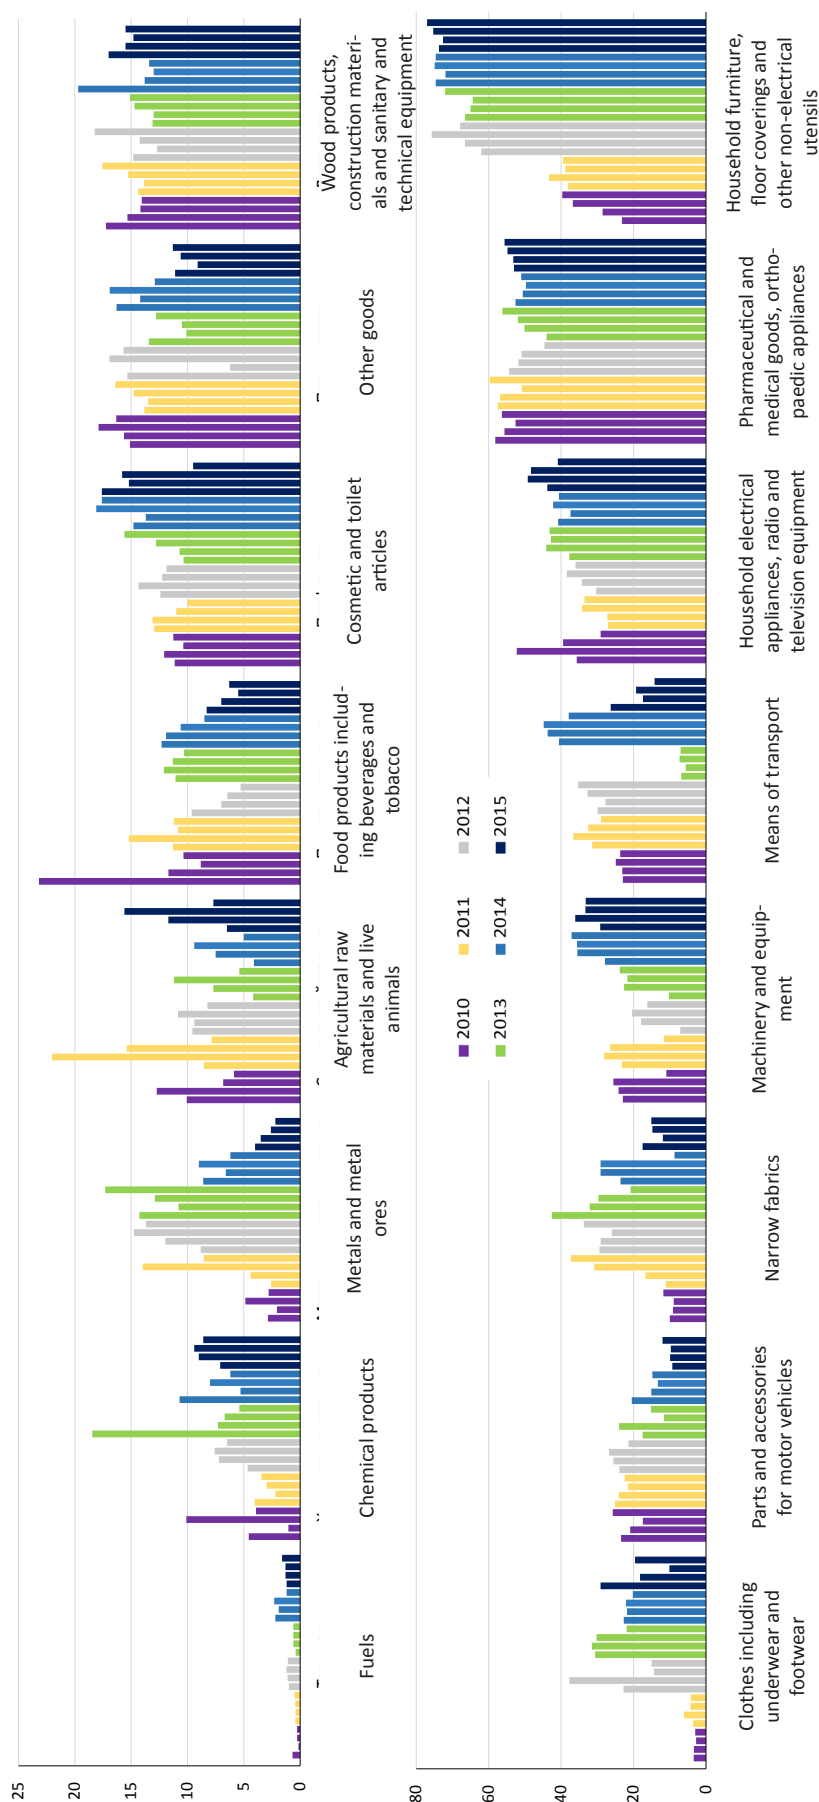 25
20
15
10
5
0
Fuels
Chemical products
Metals and metal
ores
Agricultural raw
materials and live
animals
Food products includ-
ing beverages and
tobacco
Cosmetic and toilet
articles
Other goods
Wood products,
construction materi-
als and sanitary and
technical equipment
80
60
40
20
0
2010 2011 2012
2013 2014 2015
Clothes including
underwear and
footwear
Parts and accessories
for motor vehicles
Narrow fabrics
Machinery and equip-
ment
Means of transport
Household electrical
appliances, radio and
television equipment
Pharmaceutical and
medical goods, ortho-
paedic appliances
Household furniture,
floor coverings and
other non-electrical
utensils